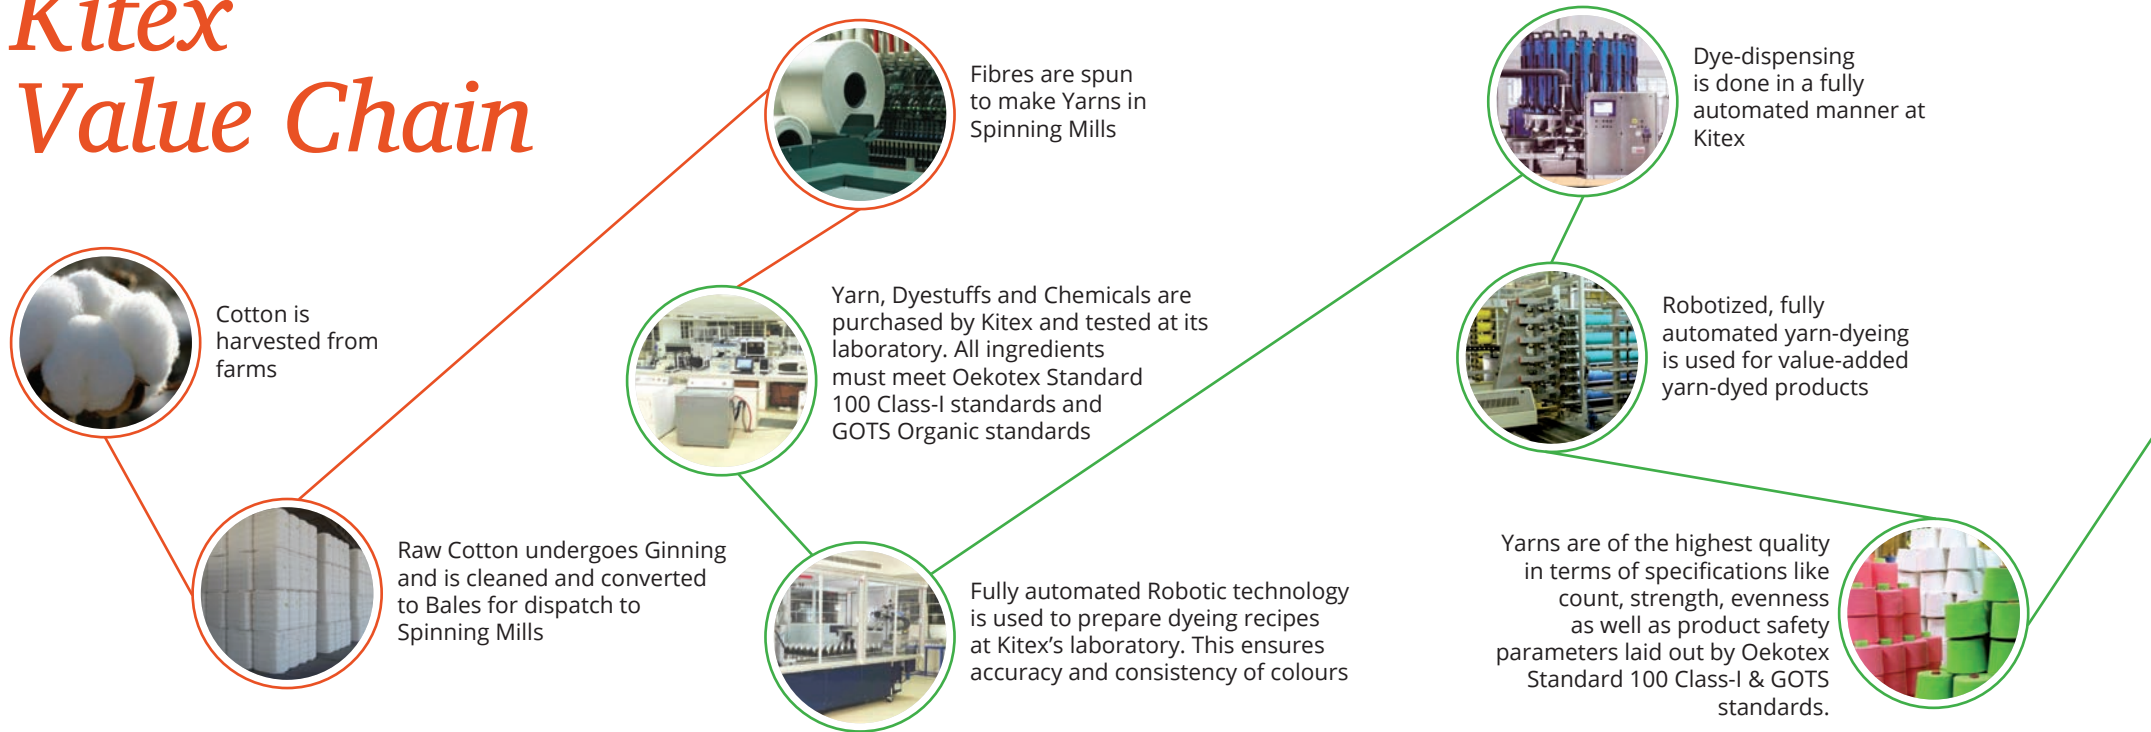 Kitex
Value Chain
Cotton is
harvested from
farms
Raw Cotton undergoes Ginning
and is cleaned and converted
to Bales for dispatch to
Spinning Mills
Fibres are spun
to make Yarns in
Spinning Mills
Yarn, Dyestuffs and Chemicals are
purchased by Kitex and tested at its
laboratory. All ingredients
must meet Oekotex Standard
100 Class-I standards and
GOTS Organic standards
Fully automated Robotic technology
is used to prepare dyeing recipes
at Kitex’s laboratory. This ensures
accuracy and consistency of colours
Dye-dispensing
is done in a fully
automated manner at
Kitex
Robotized, fully
automated yarn-dyeing
is used for value-added
yarn-dyed products
Yarns are of the highest quality
in terms of specifications like
count, strength, evenness
as well as product safety
parameters laid out by Oekotex
Standard 100 Class-I & GOTS
standards.